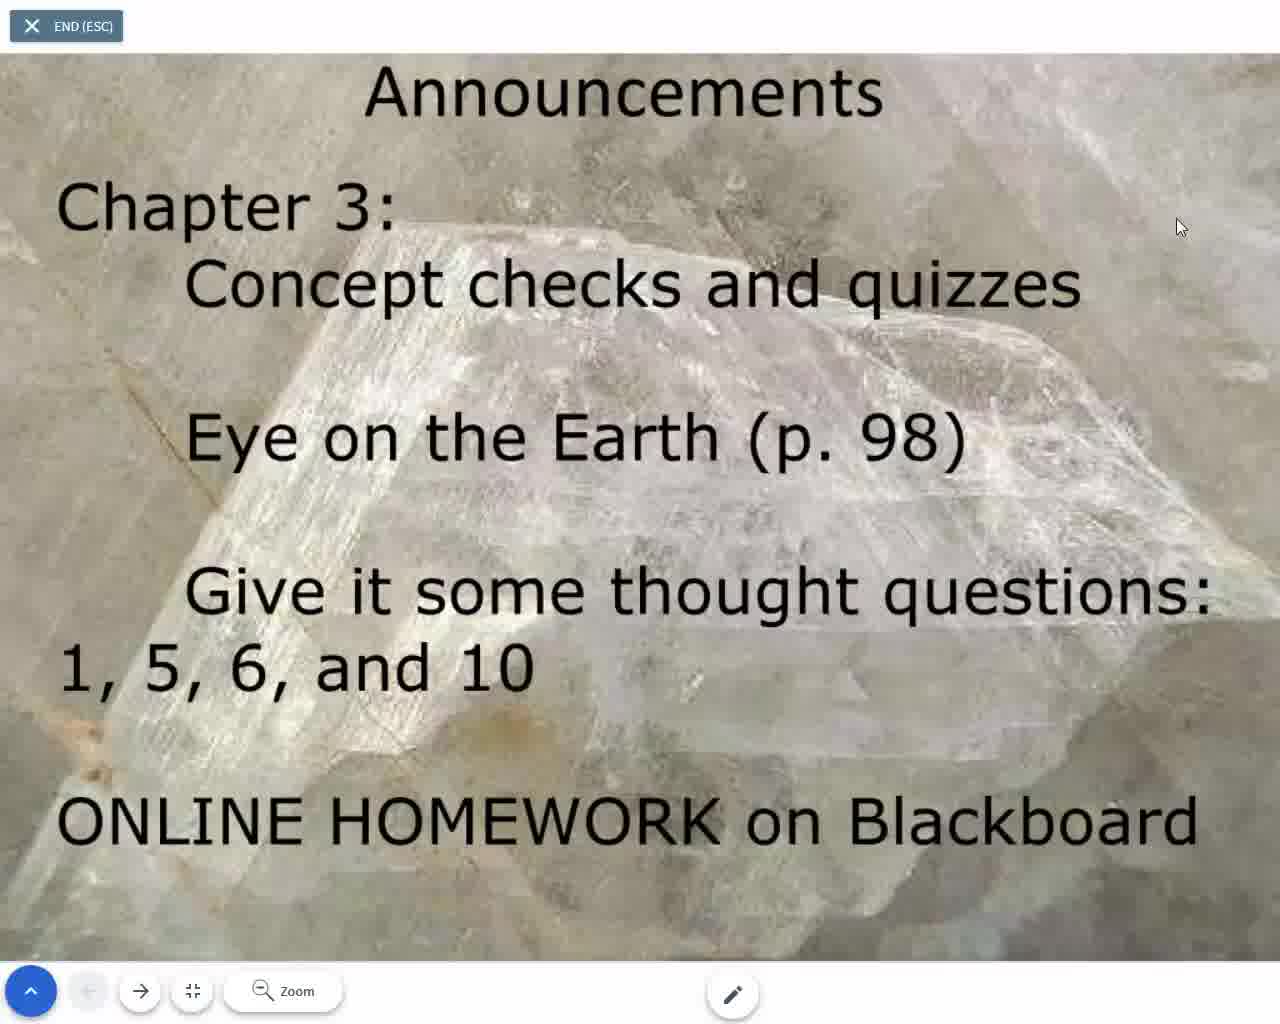 END (ESC)
Announcements
Chapter 3:
Concept checks and quizzes
Eye on the Earth (p. 98)
Give it some thought questions:
1, 5, 6, and 10
ONLINE HOMEWORK on Blackboard
Zoom